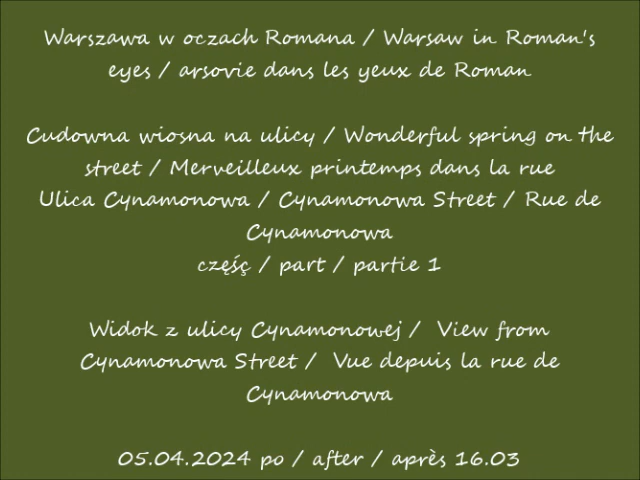 Warszawa w oczach Romana / Warsaw in Roman's
eyes / arsovie dans les yeux de Roman
Cudowna wiosna na ulicy / Wonderful spring on the
street / Merveilleux printemps dans la rue
Ulica Cynamonowa / Cynamonowa Street / Rue de
Cynamonowa
częśç / part / partie 1
Widok z ulicy Cynamonowej / View from
Cynamonowa Street / Vue depuis la rue de
Cynamonowa
05.04.2024 po / after / après 16.03